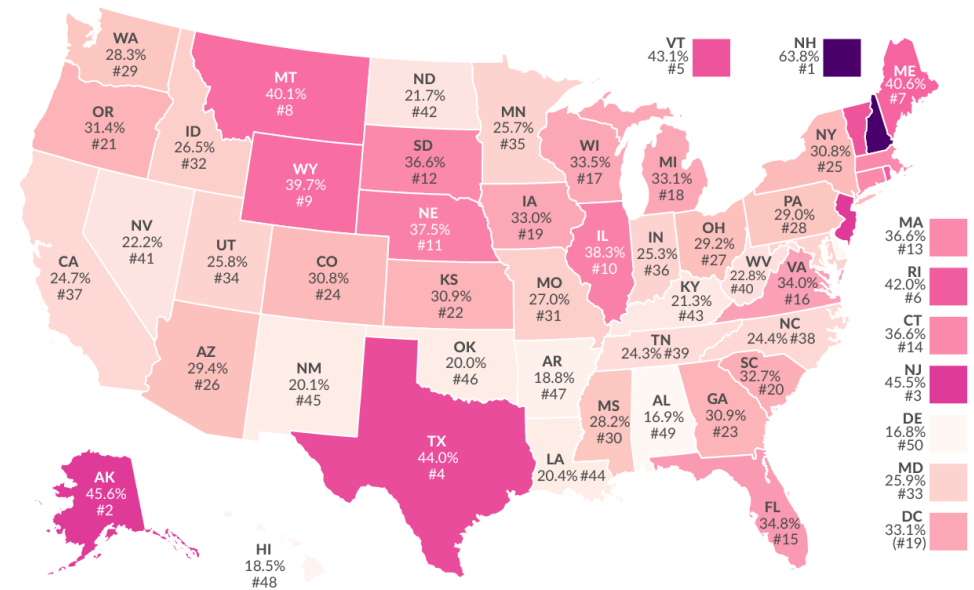 WA
28.3%
#29
MT
40.1%
#8
ND
21.7%
#42
VT
43.1%
#5
NH
63.8%
#1
ME
40.6%
#7
OR
31.4%
#21
ID
26.5%
#32
MN
25.7%
#35
NY
30.8%
#25
SD
36.6%
#12
WI
33.5%
#17
MI
33.1%
#18
WY
39.7%
#9
IA
33.0%
#19
PA
29.0%
#28
NE
37.5%
#11
NV
22.2%
#41
UT
25.8%
#34
CA
24.7%
#37
CO
30.8%
#24
KS
30.9%
#22
MO
27.0%
#31
IL
38.3%
#10
IN
25.3%
#36
OH
29.2%
#27
WV
22.8%
#40
VA
34.0%
#16
KY
21.3%
#43
MA
36.6%
#13
RI
42.0%
#6
CT
36.6%
#14
NJ
45.5%
#3
DE
16.8%
#50
MD
25.9%
#33
DC
33.1%
(#19)
NC
24.4% #38
TN
24.3% #39
SC
32.7%
#20
AZ
29.4%
#26
NM
20.1%
#45
OK
20.0%
#46
AR
18.8%
#47
MS
28.2%
#30
AL
16.9%
#49
GA
30.9%
#23
TX
44.0%
#4
LA
20.4% #44
FL
34.8%
#15
AK
45.6%
#2
HI
18.5%
#48